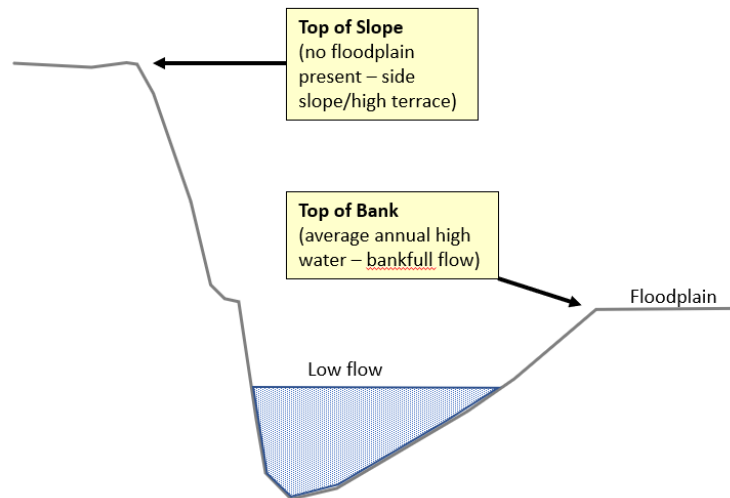 Top of Slope
(no floodplain
present – side
slope/high terrace)
Top of Bank
(average annual high
water – bankfull flow)
Floodplain
Low flow